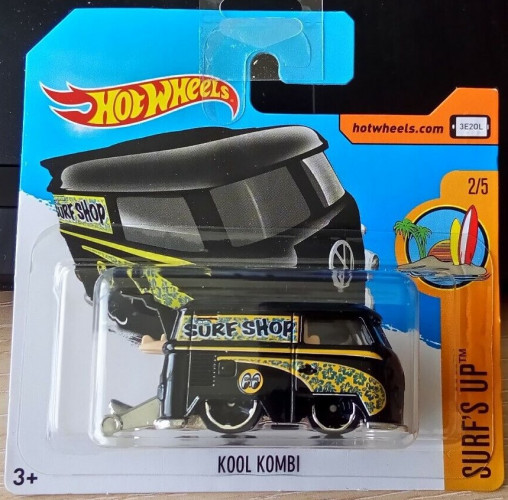 HOT WHEELS
hotwheels.com
3E20L
2/5
SURF SHOP
SURF SHOP
SURF'S UP™
KOOL KOMBI
3+